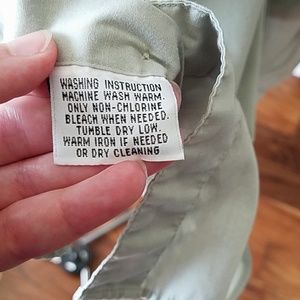 WASHING INSTRUCTION
MACHINE WASH WARM.
ONLY NON-CHLORINE
BLEACH WHEN NEEDED.
TUMBLE DRY LOW.
WARM IRON IF NEEDED
OR DRY CLEANING